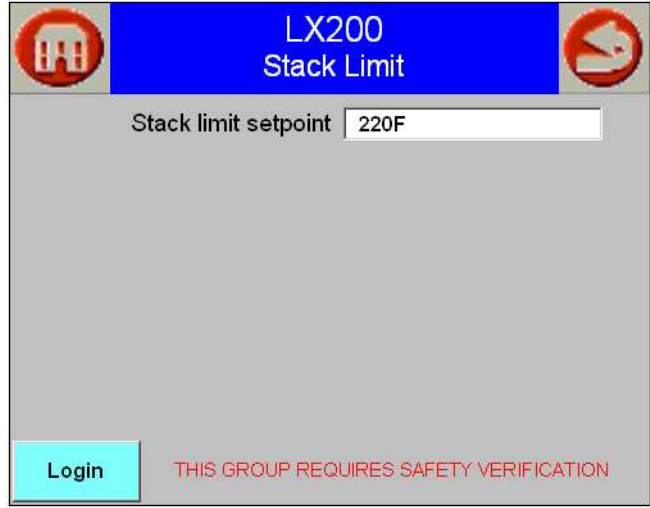 LX200
Stack Limit
Stack limit setpoint 220F
Login
THIS GROUP REQUIRES SAFETY VERIFICATION